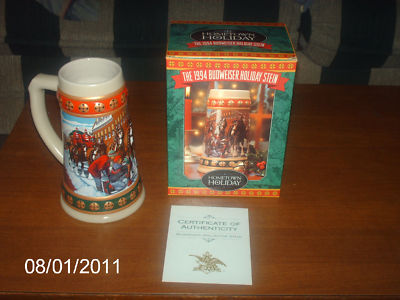 HOMETOWN
HOLIDAY
THE 1994 BUDWEISER HOLIDAY STEIN
HOMETOWN
HOLIDAY
CERTIFICATE OF
AUTHENTICITY
08/01/2011